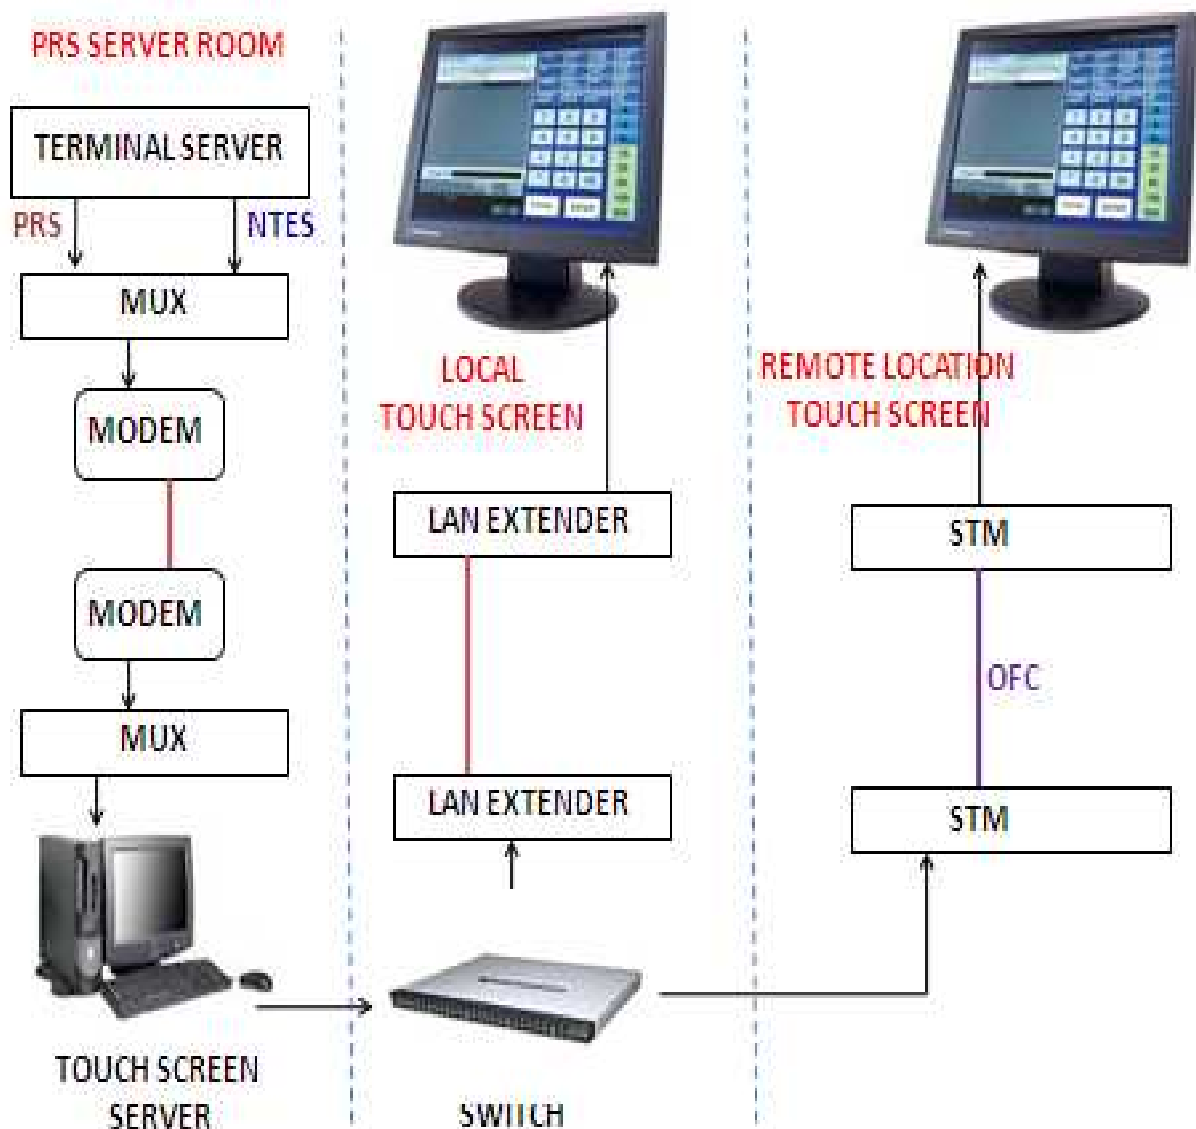 PRS SERVER ROOM
TERMINAL SERVER
PRS
NTES
MUX
MODEM
MODEM
MUX
TOUCH SCREEN
SERVER
LOCAL
TOUCH SCREEN
LAN EXTENDER
LAN EXTENDER
SWITCH
REMOTE LOCATION
TOUCH SCREEN
STM
OFC
STM